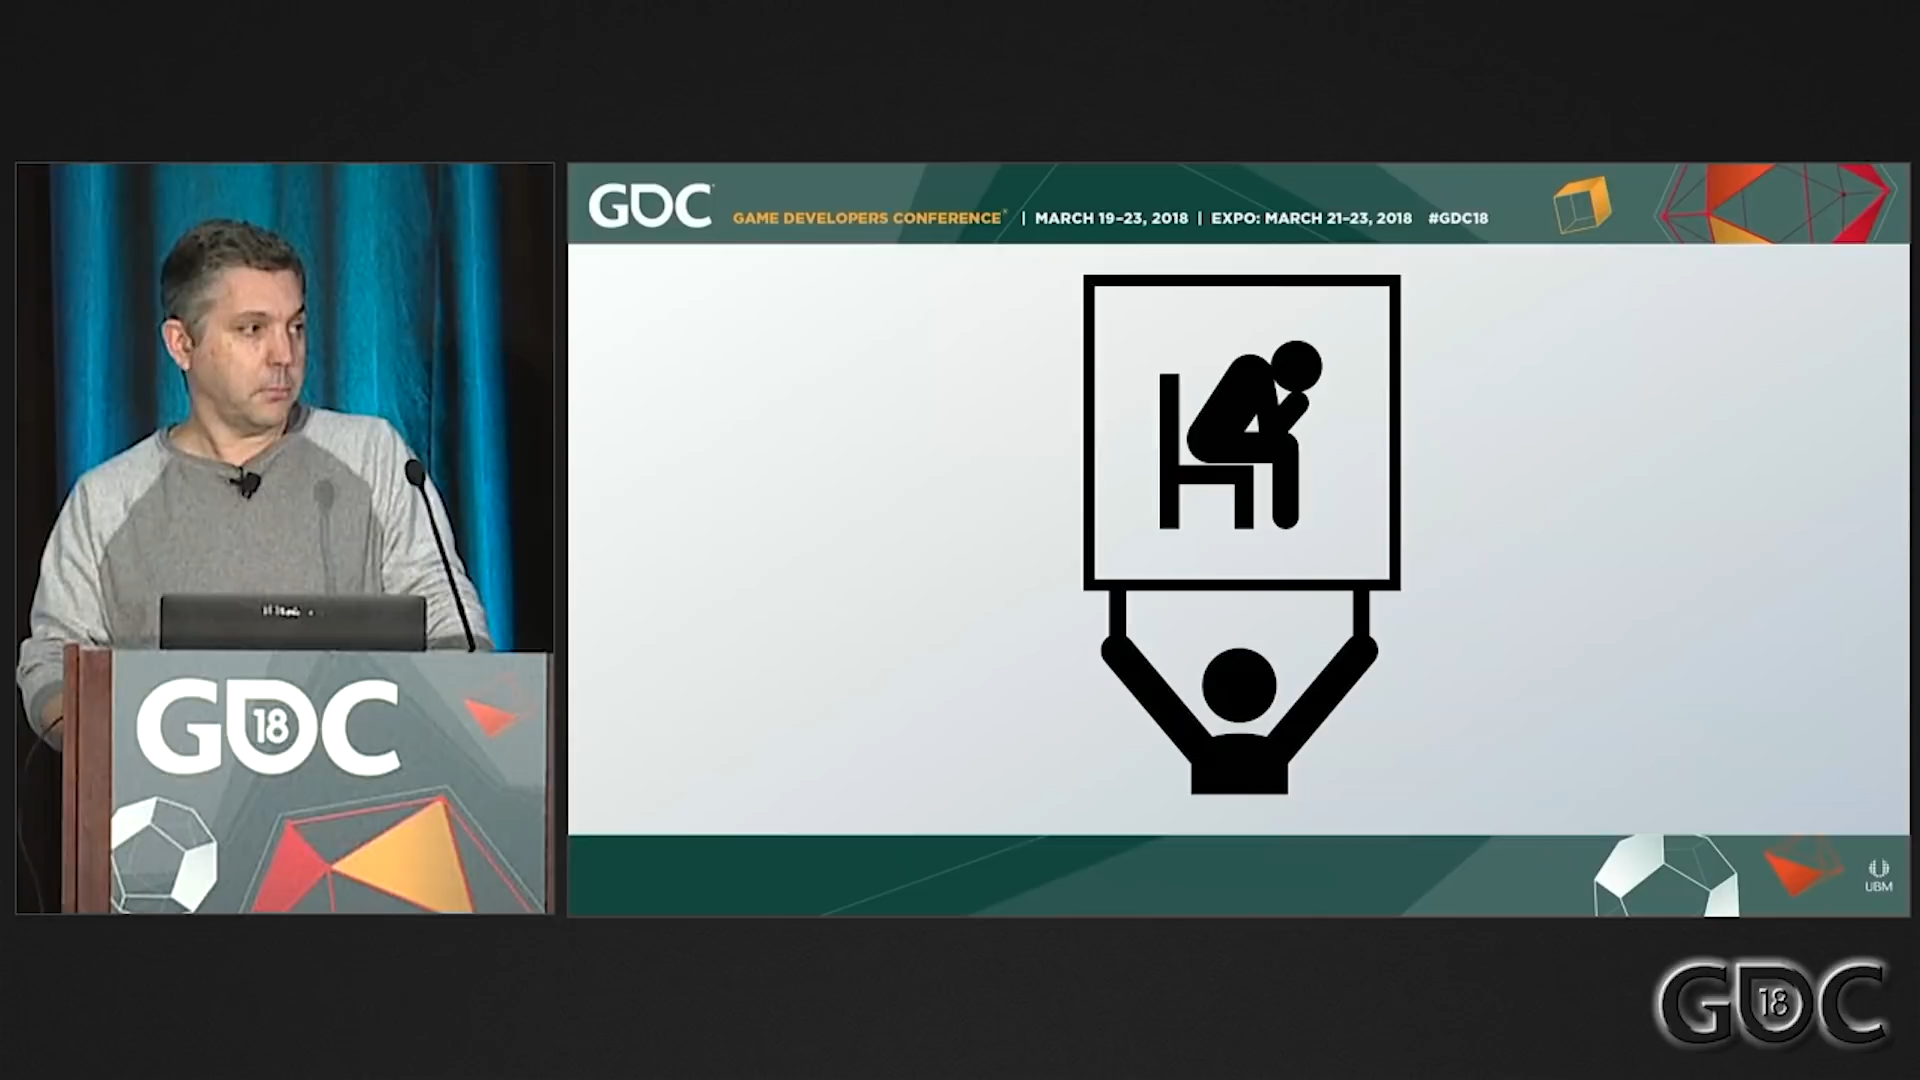 GDC
GAME DEVELOPERS CONFERENCE® | MARCH 19–23, 2018 | EXPO: MARCH 21–23, 2018 #GDC18
GDC
18
UBM
GDC
18